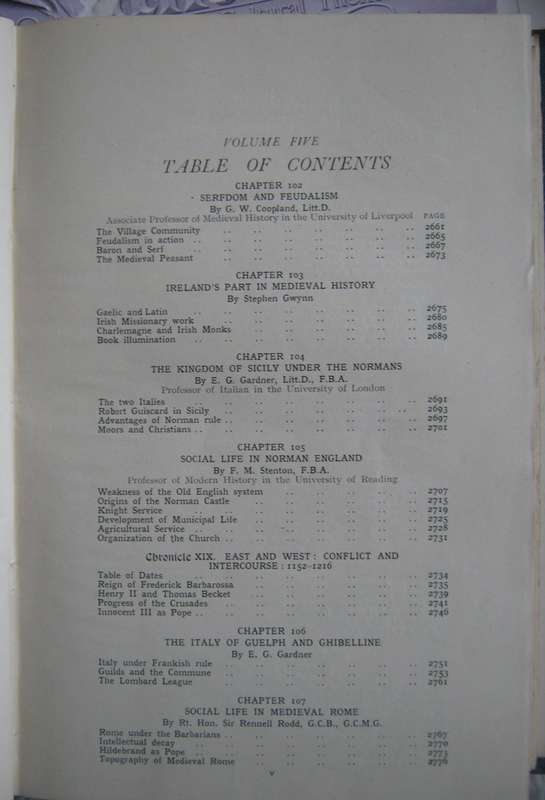 VOLUME FIVE
TABLE OF CONTENTS
CHAPTER 102
SERFDOM AND FEUDALISM
By G. W. Coopland, Litt.D.
Associate Professor of Medieval History in the University of Liverpool PAGE
The Village Community .. .. .. .. .. .. .. 2661
Feudalism in action .. .. .. .. .. .. .. .. 2665
Baron and Serf .. .. .. .. .. .. .. 2667
The Medieval Peasant .. .. .. .. .. .. .. 2673
CHAPTER 103
IRELAND'S PART IN MEDIEVAL HISTORY
By Stephen Gwynn
Gaelic and Latin .. .. .. .. .. .. .. 2675
Irish Missionary work .. .. .. .. .. .. .. .. 2680
Charlemagne and Irish Monks .. .. .. .. .. .. 2685
Book illumination .. .. .. .. .. .. .. .. 2689
CHAPTER 104
THE KINGDOM OF SICILY UNDER THE NORMANS
By E. G. Gardner, Litt.D., F.B.A.
Professor of Italian in the University of London
The two Italies .. .. .. .. .. .. .. .. 2691
Robert Guiscard in Sicily .. .. .. .. .. .. .. 2693
Advantages of Norman rule .. .. .. .. .. .. .. 2697
Moors and Christians .. .. .. .. .. .. .. .. 2701
CHAPTER 105
SOCIAL LIFE IN NORMAN ENGLAND
By F. M. Stenton, F.B.A.
Professor of Modern History in the University of Reading
Weakness of the Old English system .. .. .. .. .. 2707
Origins of the Norman Castle .. .. .. .. .. .. 2715
Knight Service .. .. .. .. .. .. .. .. 2719
Development of Municipal Life .. .. .. .. .. .. 2725
Agricultural Service .. .. .. .. .. .. .. .. 2728
Organization of the Church .. .. .. .. .. .. .. 2731
Chronicle XIX. EAST AND WEST: CONFLICT AND
INTERCOURSE: 1152-1216
Table of Dates .. .. .. .. .. .. .. .. 2734
Reign of Frederick Barbarossa .. .. .. .. .. .. 2735
Henry II and Thomas Becket .. .. .. .. .. .. 2739
Progress of the Crusades .. .. .. .. .. .. .. 2741
Innocent III as Pope .. .. .. .. .. .. .. .. 2746
CHAPTER 106
THE ITALY OF GUELPH AND GHIBELLINE
By E. G. Gardner
Italy under Frankish rule .. .. .. .. .. .. .. 2751
Guilds and the Commune .. .. .. .. .. .. .. 2753
The Lombard League .. .. .. .. .. .. .. .. 2761
CHAPTER 107
SOCIAL LIFE IN MEDIEVAL ROME
By Rt. Hon. Sir Rennell Rodd, G.C.B., G.C.M.G.
Rome under the Barbarians .. .. .. .. .. .. .. 2767
Intellectual decay .. .. .. .. .. .. .. .. 2770
Hildebrand as Pope .. .. .. .. .. .. .. .. 2773
Topography of Medieval Rome .. .. .. .. .. .. 2776
v